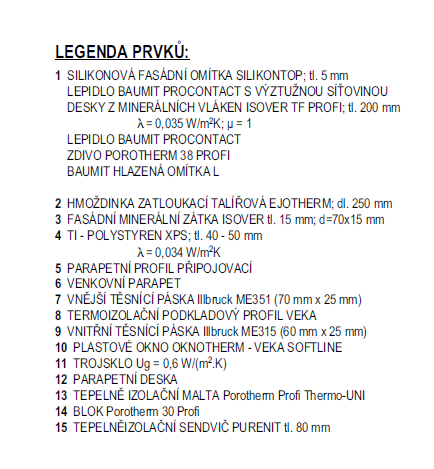 LEGENDA PRVKŮ:
1 SILIKONOVÁ FASÁDNÍ OMÍTKA SILIKONTOP; tl. 5 mm
LEPIDLO BAUMIT PROCONTACT S VÝZTUŽNOU SÍŤOVINOU
DESKY Z MINERÁLNÍCH VLÁKEN ISOVER TF PROFI; tl. 200 mm
λ = 0,035 W/m²K; μ = 1
LEPIDLO BAUMIT PROCONTACT
ZDIVO POROTHERM 38 PROFI
BAUMIT HLAZENÁ OMÍTKA L
2 HMOŽDINKA ZATLOUKACÍ TALÍŘOVÁ EJOTHERM; dl. 250 mm
3 FASÁDNÍ MINERÁLNÍ ZÁTKA ISOVER tl. 15 mm; d=70x15 mm
4 TI - POLYSTYREN XPS; tl. 40 - 50 mm
λ = 0,034 W/m²K
5 PARAPETNÍ PROFIL PŘIPOJOVACÍ
6 VENKOVNÍ PARAPET
7 VNĚJŠÍ TĚSNÍCÍ PÁSKA Illbruck ME351 (70 mm x 25 mm)
8 TERMOIZOLAČNÍ PODKLADOVÝ PROFIL VEKA
9 VNITŘNÍ TĚSNÍCÍ PÁSKA Illbruck ME315 (60 mm x 25 mm)
10 PLASTOVÉ OKNO OKNOTHERM - VEKA SOFTLINE
11 TROJSKLO Ug = 0,6 W/(m².K)
12 PARAPETNÍ DESKA
13 TEPELNĚ IZOLAČNÍ MALTA Porotherm Profi Thermo-UNI
14 BLOK Porotherm 30 Profi
15 TEPELNĚIZOLAČNÍ SENDVIČ PURENIT tl. 80 mm